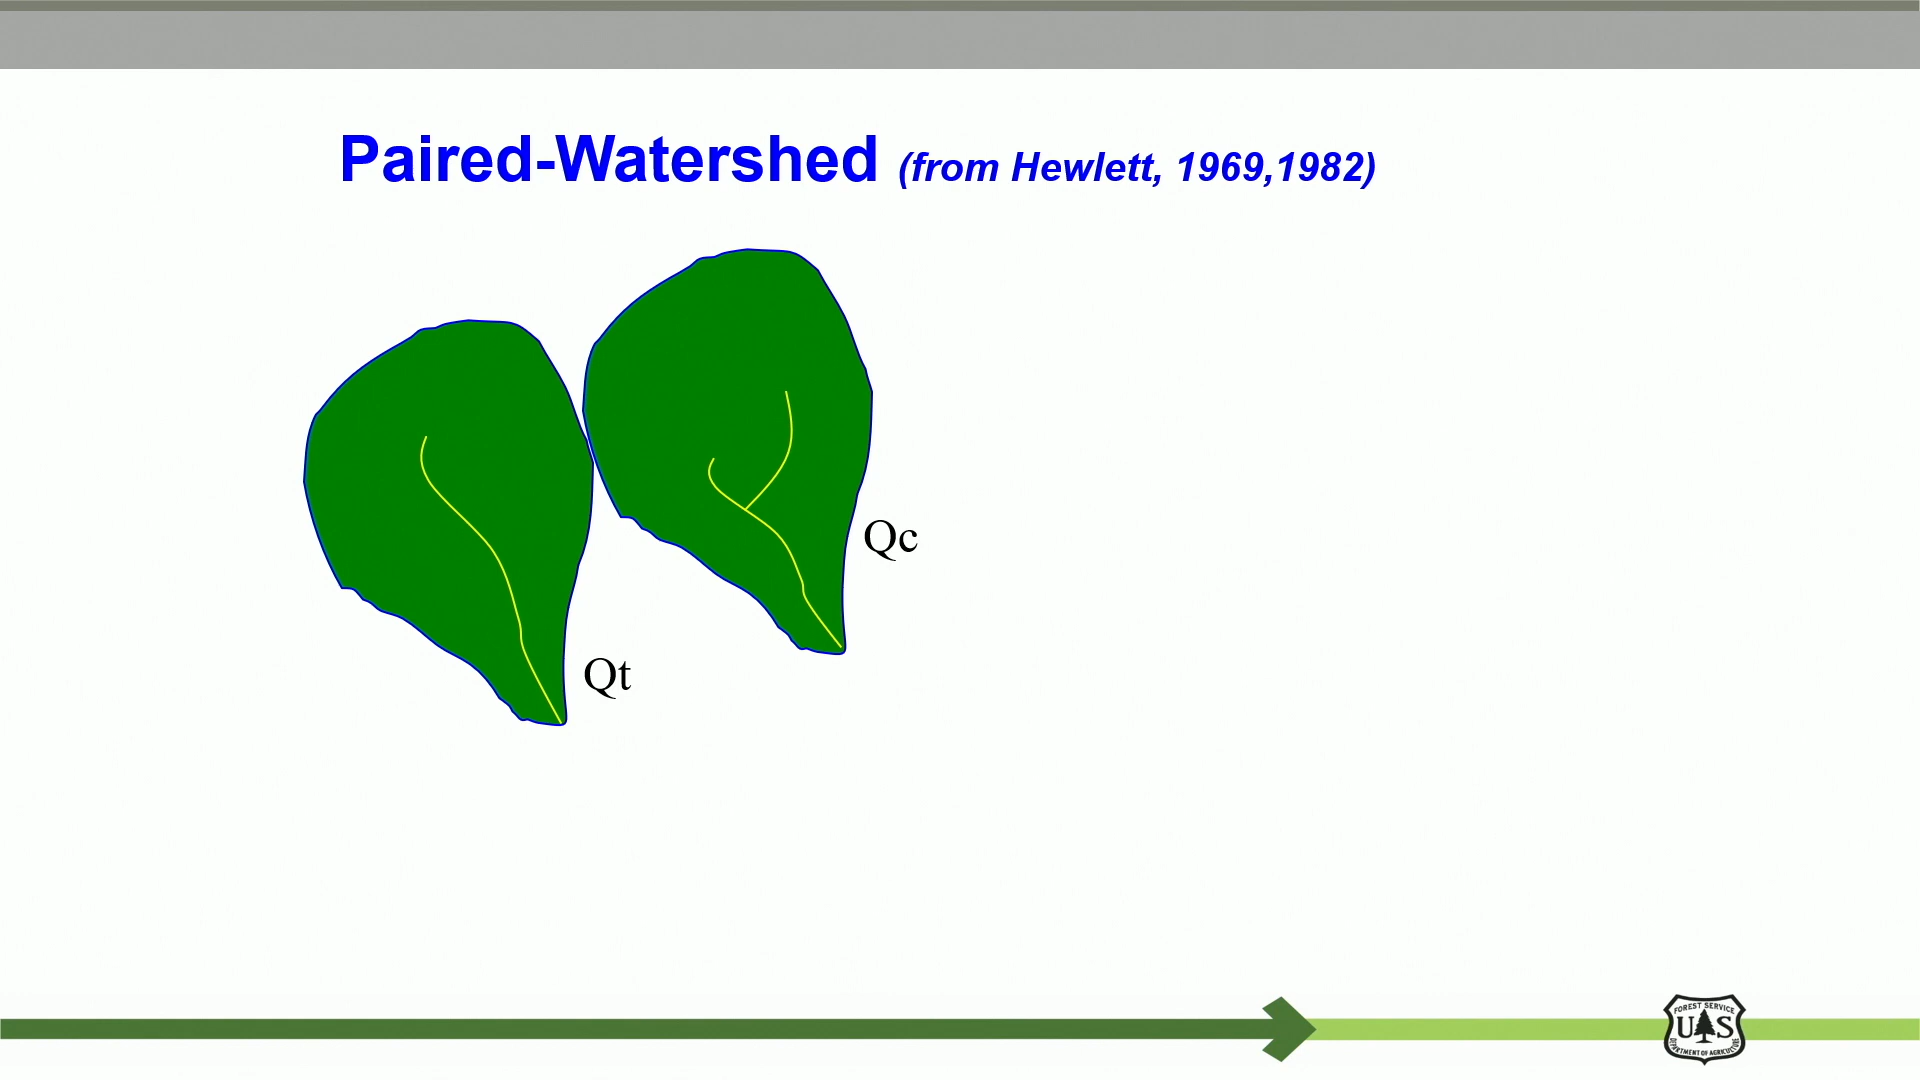 Paired-Watershed (from Hewlett, 1969,1982)
Qc
Qt
FOREST SERVICE
U S
DEPARTMENT OF AGRICULTURE